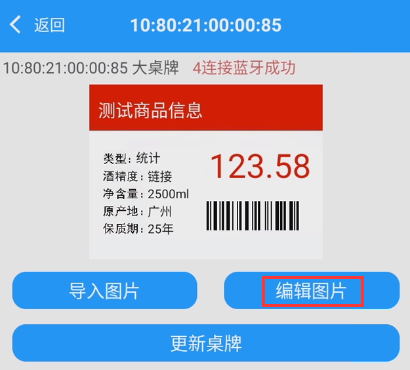 返回 10:80:21:00:00:85
10:80:21:00:00:85 大桌牌 4连接蓝牙成功
测试商品信息
类型: 统计
酒精度: 链接
净含量: 2500ml
原产地: 广州
保质期: 25年
123.58
导入图片 编辑图片
更新桌牌